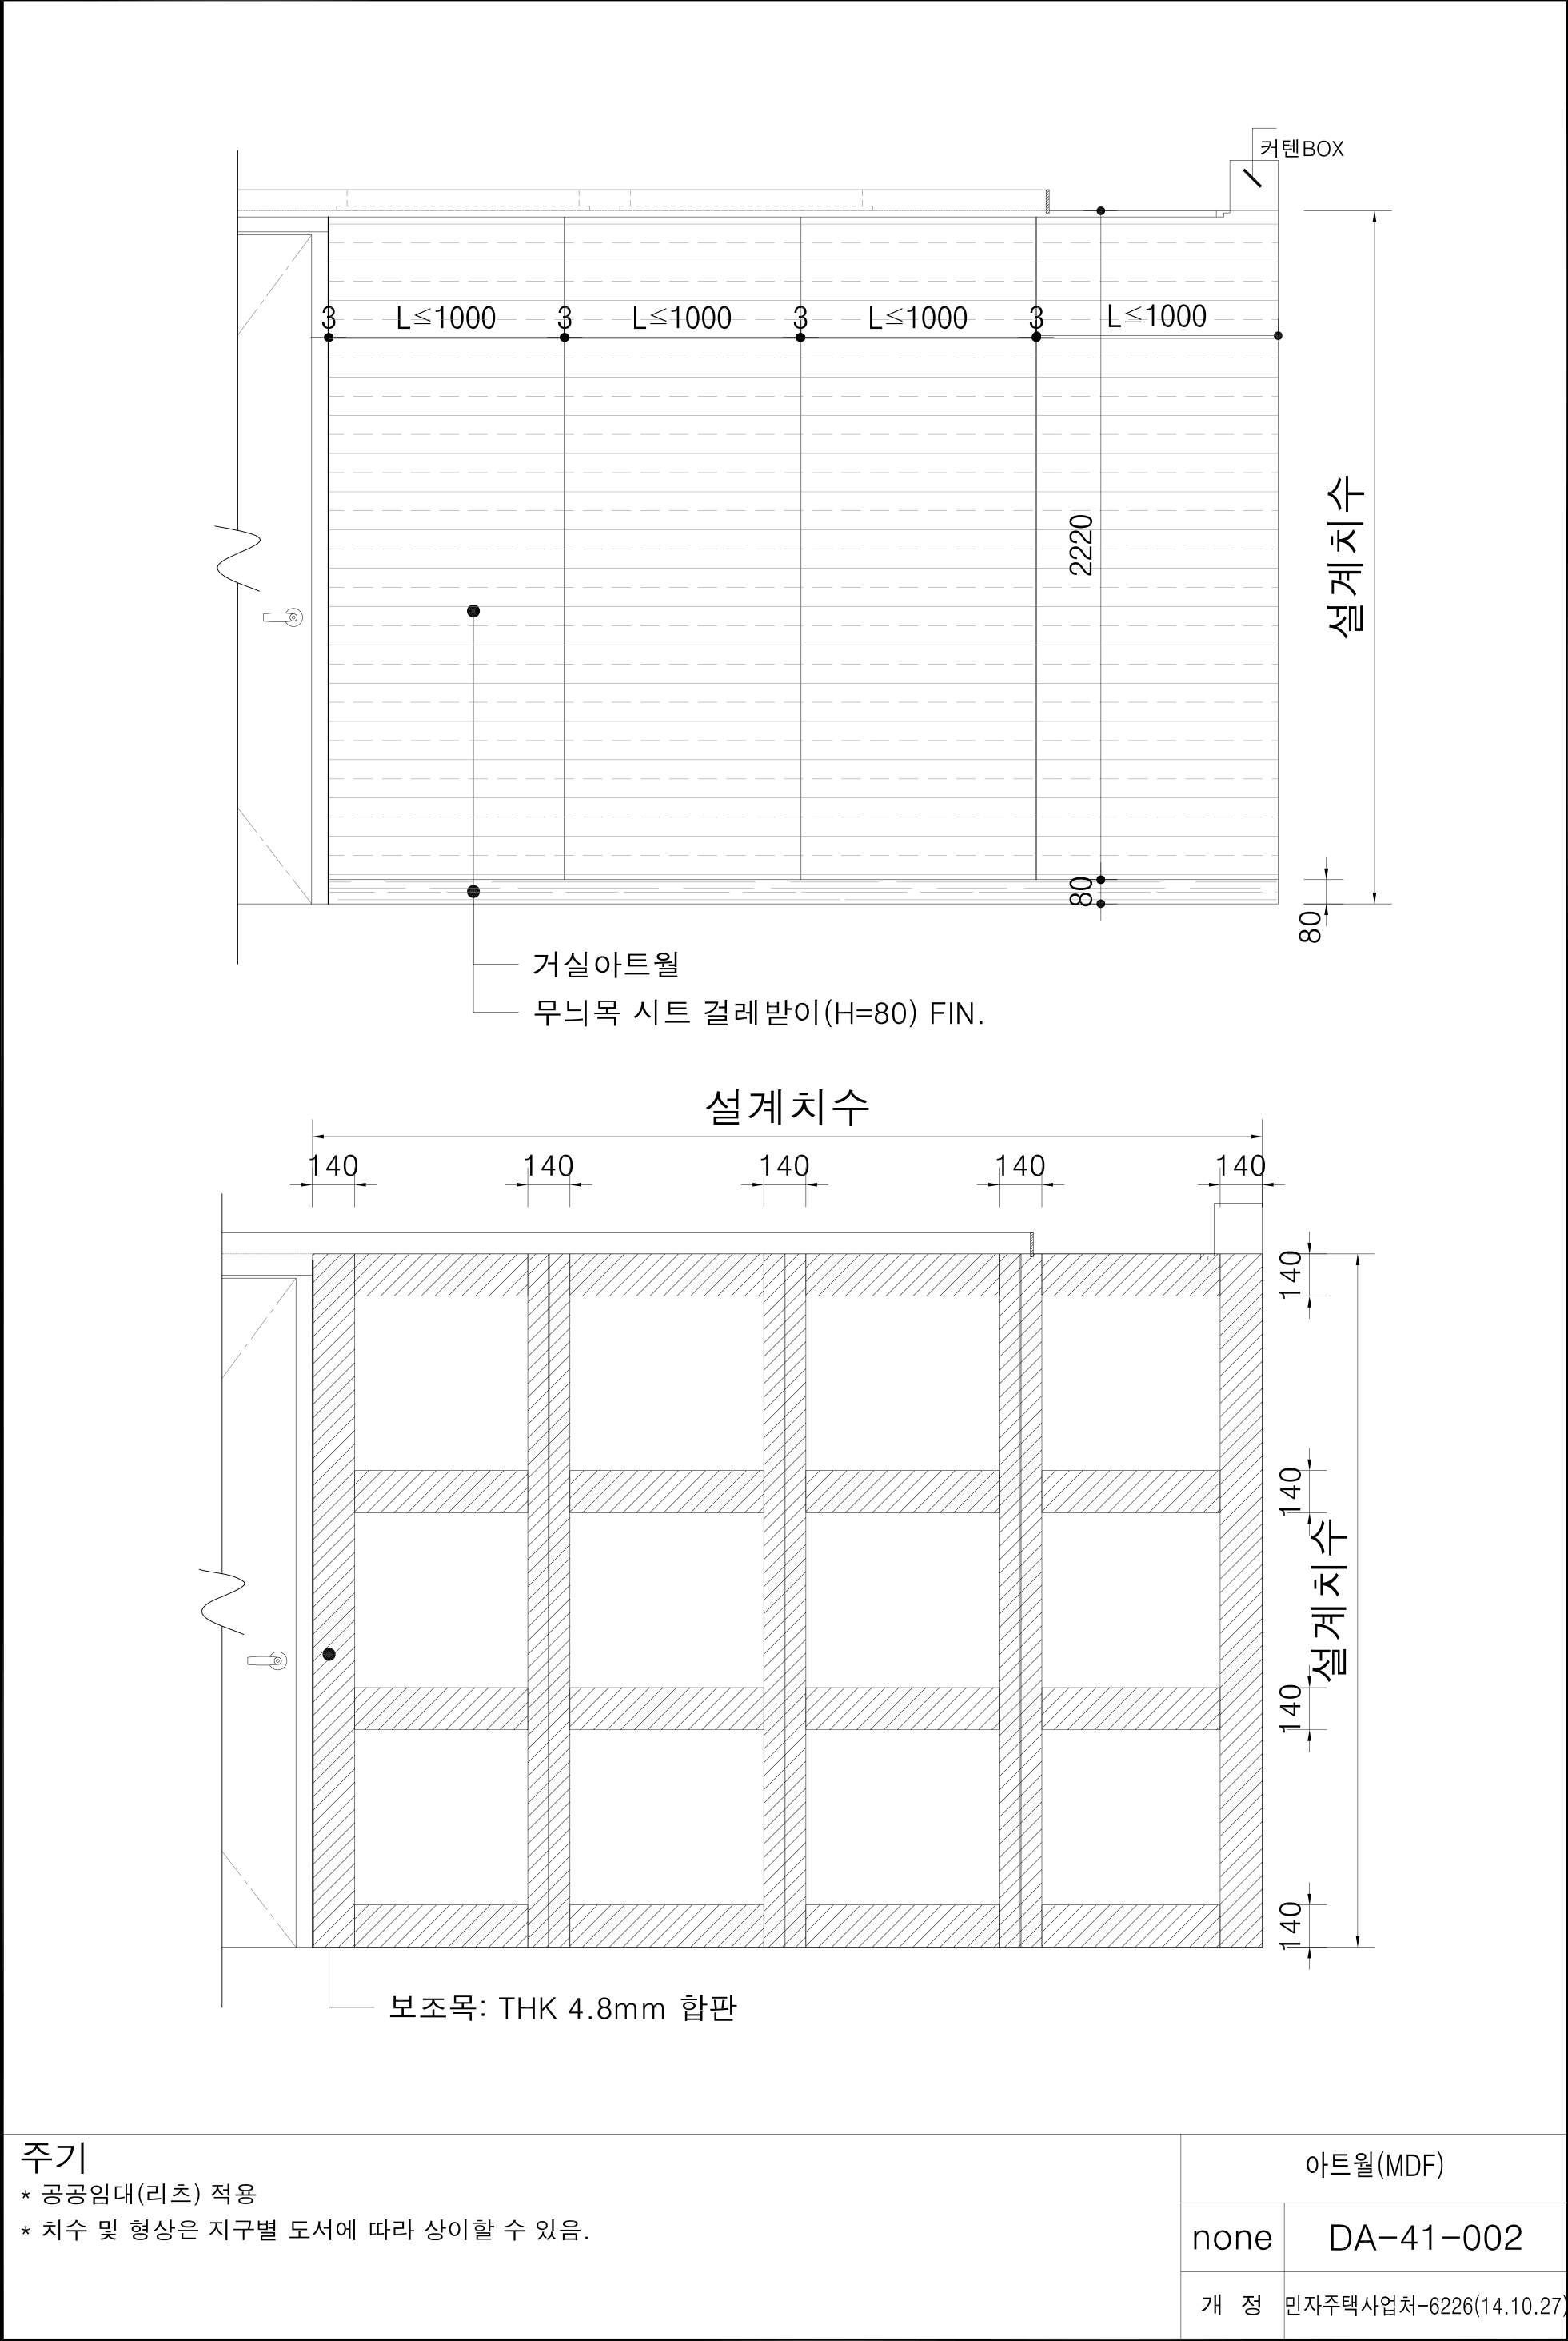 커텐BOX
3 L≤1000 3 L≤1000 3 L≤1000 3 L≤1000
2220
설계치수
80
80
거실아트월
무늬목 시트 걸레받이(H=80) FIN.
설계치수
140 140 140 140 140
140
140
설계치수
140
140
보조목: THK 4.8mm 합판
주기
* 공공임대(리츠) 적용
* 치수 및 형상은 지구별 도서에 따라 상이할 수 있음.
아트월(MDF)
none DA-41-002
개 정 민자주택사업처-6226(14.10.27)